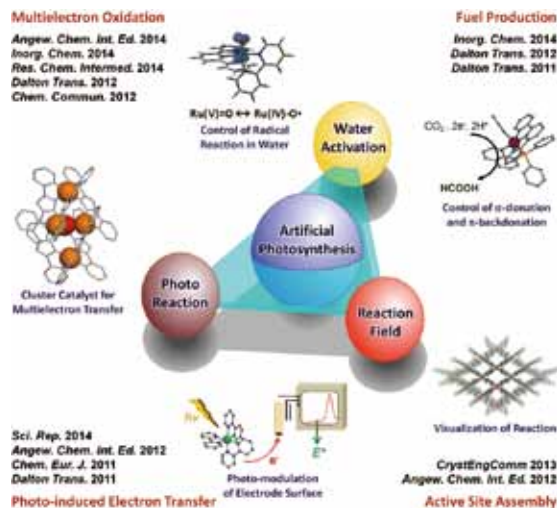 Multielectron Oxidation
Angew. Chem. Int. Ed. 2014
Inorg. Chem. 2014
Res. Chem. Intermed. 2014
Dalton Trans. 2012
Chem. Commun. 2012
Fuel Production
Inorg. Chem. 2014
Dalton Trans. 2012
Dalton Trans. 2011
Ru(V)=O ↔ Ru(IV)-O•
Control of Radical
Reaction in Water
Water
Activation
CO₂, 2e⁻, 2H⁺
HCOOH
Control of σ-donation
and π-backdonation
Artificial
Photosynthesis
Photo
Reaction
Reaction
Field
Cluster Catalyst for
Multielectron Transfer
Visualization of Reaction
hν
e⁻
Photo-modulation
of Electrode Surface
Sci. Rep. 2014
Angew. Chem. Int. Ed. 2012
Chem. Eur. J. 2011
Dalton Trans. 2011
Photo-induced Electron Transfer
CrystEngComm 2013
Angew. Chem. Int. Ed. 2012
Active Site Assembly